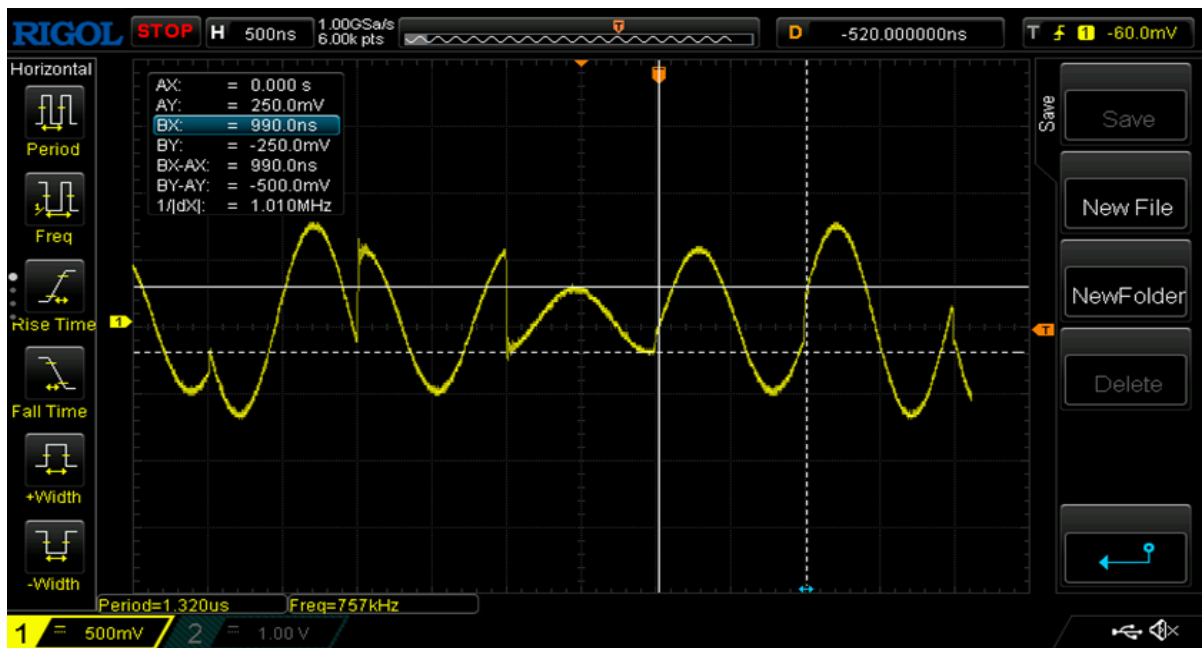 RIGOL STOP H 500ns 1.00GSa/s 6.00k pts T D -520.000000ns T 1 -60.0mV
Horizontal
Period
Freq
Rise Time
Fall Time
+Width
-Width
AX: = 0.000 s
AY: = 250.0mV
BX: = 990.0ns
BY: = -250.0mV
BX-AX: = 990.0ns
BY-AY: = -500.0mV
1/|dX|: = 1.010MHz
T
1
T
Save
Save
New File
NewFolder
Delete
Period=1.320us Freq=757kHz
1 = 500mV 2 = 1.00 V